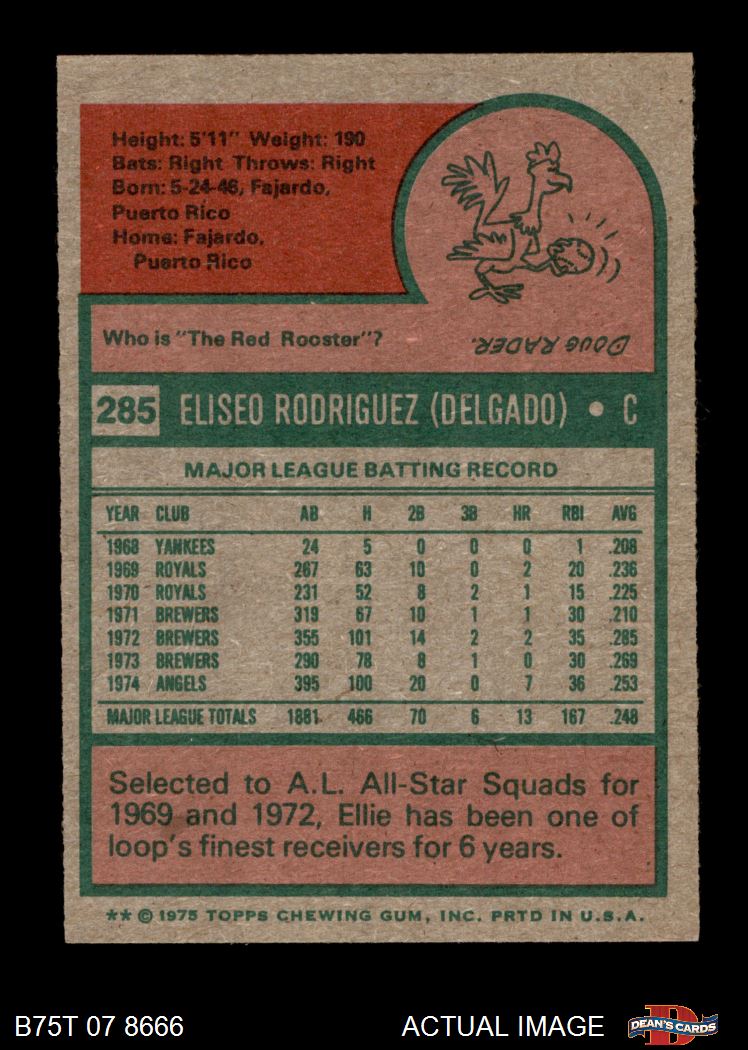 Height: 5'11" Weight: 190
Bats: Right Throws: Right
Born: 5-24-46, Fajardo,
Puerto Rico
Home: Fajardo,
Puerto Rico
Who is "The Red Rooster"?
DOUG RADER.
285 ELISEO RODRIGUEZ (DELGADO) • C
MAJOR LEAGUE BATTING RECORD
YEAR CLUB AB H 2B 3B HR RBI AVG
1968 YANKEES 24 5 0 0 0 1 .208
1969 ROYALS 267 63 10 0 2 20 .236
1970 ROYALS 231 52 8 2 1 15 .225
1971 BREWERS 319 67 10 1 1 30 .210
1972 BREWERS 355 101 14 2 2 35 .285
1973 BREWERS 290 78 8 1 0 30 .269
1974 ANGELS 395 100 20 0 7 36 .253
MAJOR LEAGUE TOTALS 1881 466 70 6 13 167 .248
Selected to A.L. All-Star Squads for
1969 and 1972, Ellie has been one of
loop's finest receivers for 6 years.
** © 1975 TOPPS CHEWING GUM, INC. PRTD IN U.S.A.
B75T 07 8666 ACTUAL IMAGE
D
DEAN'S CARDS